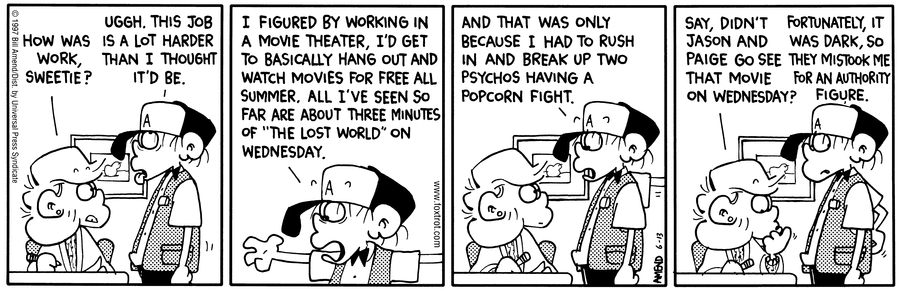 © 1997 Bill Amend/Dist. by Universal Press Syndicate
HOW WAS
WORK,
SWEETIE?
UGGH. THIS JOB
IS A LOT HARDER
THAN I THOUGHT
IT'D BE.
A
I FIGURED BY WORKING IN
A MOVIE THEATER, I'D GET
TO BASICALLY HANG OUT AND
WATCH MOVIES FOR FREE ALL
SUMMER. ALL I'VE SEEN SO
FAR ARE ABOUT THREE MINUTES
OF "THE LOST WORLD" ON
WEDNESDAY.
A
www.foxtrot.com
AND THAT WAS ONLY
BECAUSE I HAD TO RUSH
IN AND BREAK UP TWO
PSYCHOS HAVING A
POPCORN FIGHT.
A
AMEND 6-13
SAY, DIDN'T
JASON AND
PAIGE GO SEE
THAT MOVIE
ON WEDNESDAY?
FORTUNATELY, IT
WAS DARK, SO
THEY MISTOOK ME
FOR AN AUTHORITY
FIGURE.
A